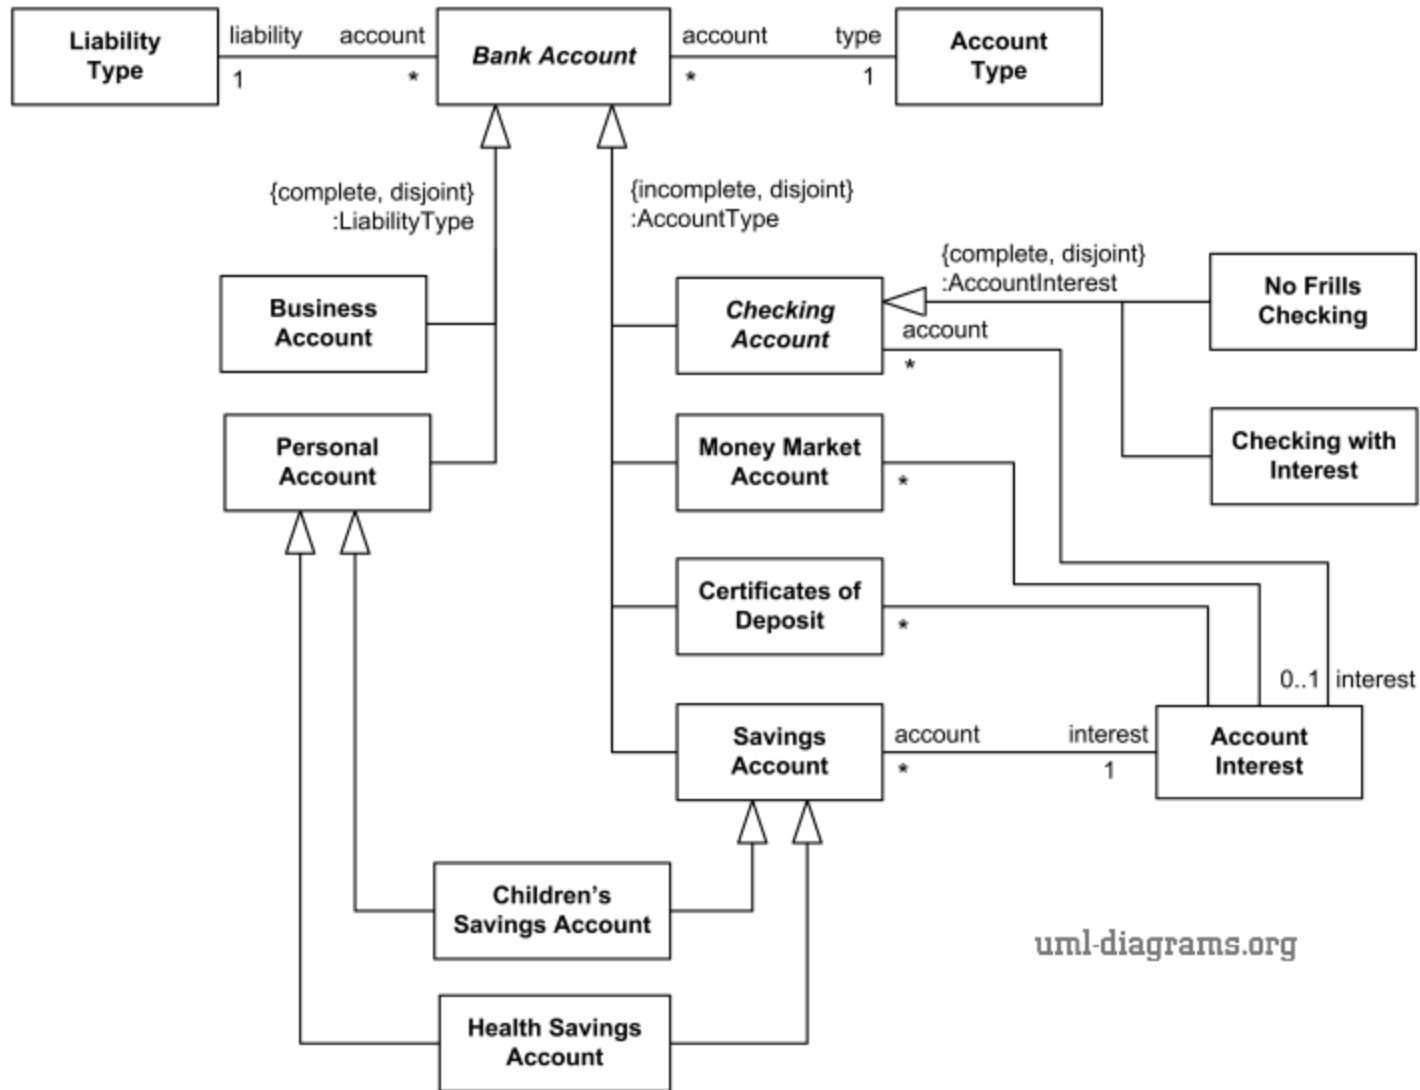 Liability
Type
liability
account
1
*
Bank Account
account
type
*
1
Account
Type
{complete, disjoint}
:LiabilityType
{incomplete, disjoint}
:AccountType
Business
Account
Checking
Account
{complete, disjoint}
:AccountInterest
account
*
No Frills
Checking
Personal
Account
Money Market
Account
*
Checking with
Interest
Certificates of
Deposit
*
0..1
interest
Savings
Account
account
interest
*
1
Account
Interest
Children's
Savings Account
uml-diagrams.org
Health Savings
Account